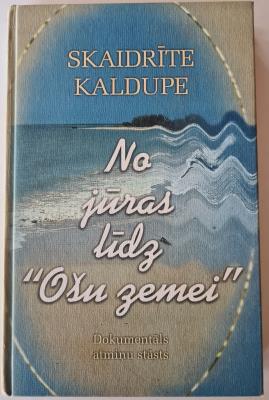 SKAIDRĪTE
KALDUPE
No
jūras
līdz
“Ošu zemei”
Dokumentāls
atmiņu stāsts